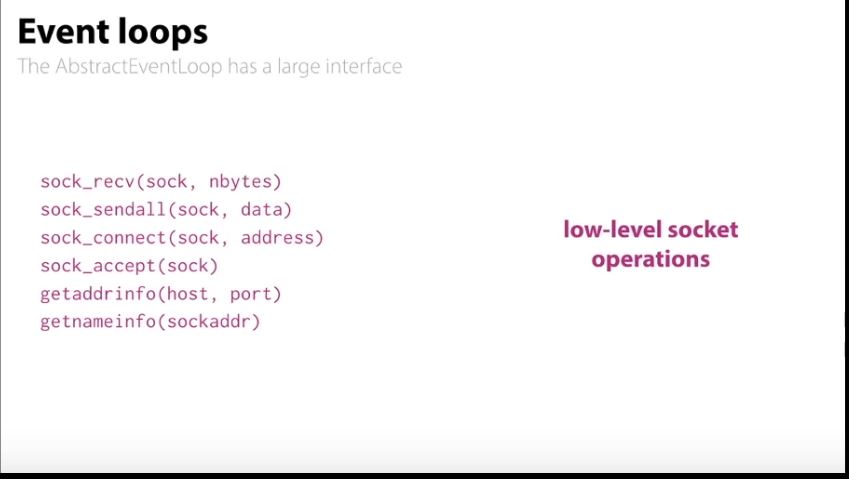 Event loops
The AbstractEventLoop has a large interface
sock_recv(sock, nbytes)
sock_sendall(sock, data)
sock_connect(sock, address)
sock_accept(sock)
getaddrinfo(host, port)
getnameinfo(sockaddr)
low-level socket
operations